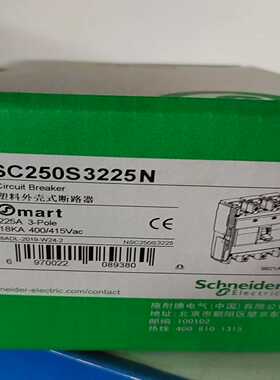 SC250S3225N
Circuit Breaker
塑料外壳式断路器
mart
225A 3-Pole
18KA 400/415Vac
NSC250S3225
6 970022 089380
Schneider
Electric
schneider-electric.com/contact
施耐德电气(中国)有限公司
100102
400 810 1315